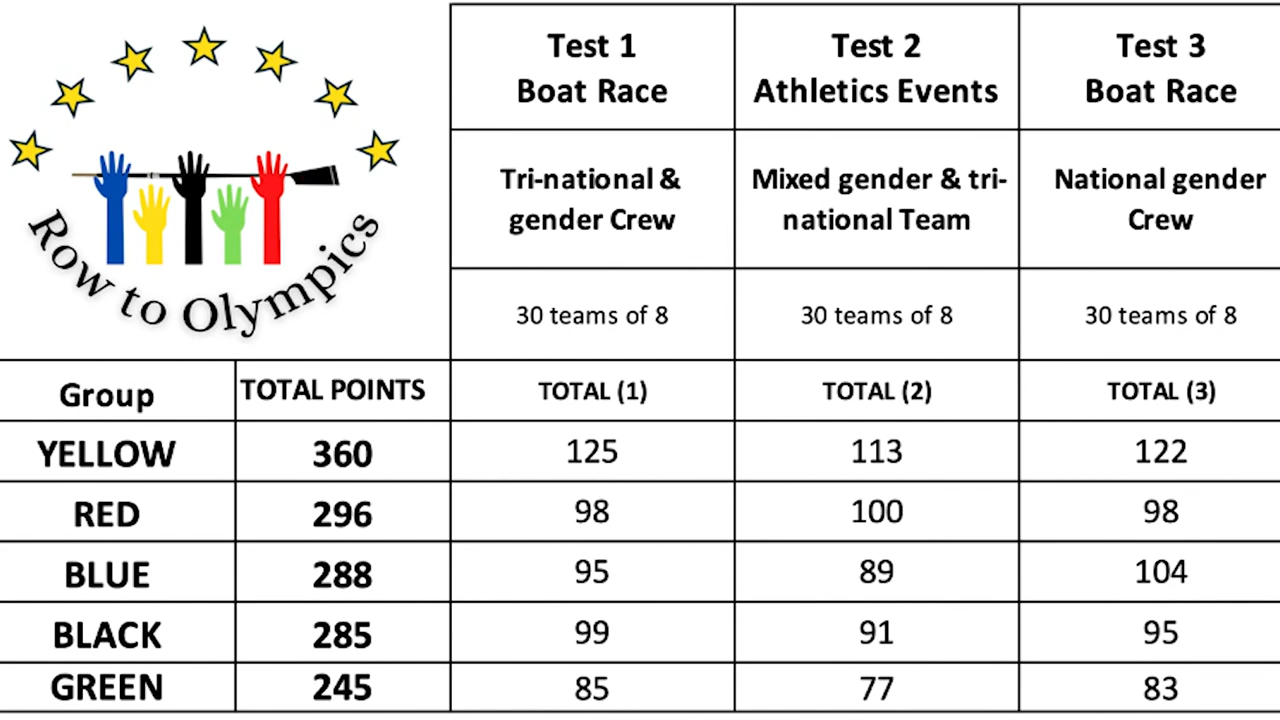 Row to Olympics
Test 1
Boat Race
Test 2
Athletics Events
Test 3
Boat Race
Tri-national &
gender Crew
Mixed gender & tri-
national Team
National gender
Crew
30 teams of 8
30 teams of 8
30 teams of 8
Group TOTAL POINTS TOTAL (1) TOTAL (2) TOTAL (3)
YELLOW 360 125 113 122
RED 296 98 100 98
BLUE 288 95 89 104
BLACK 285 99 91 95
GREEN 245 85 77 83